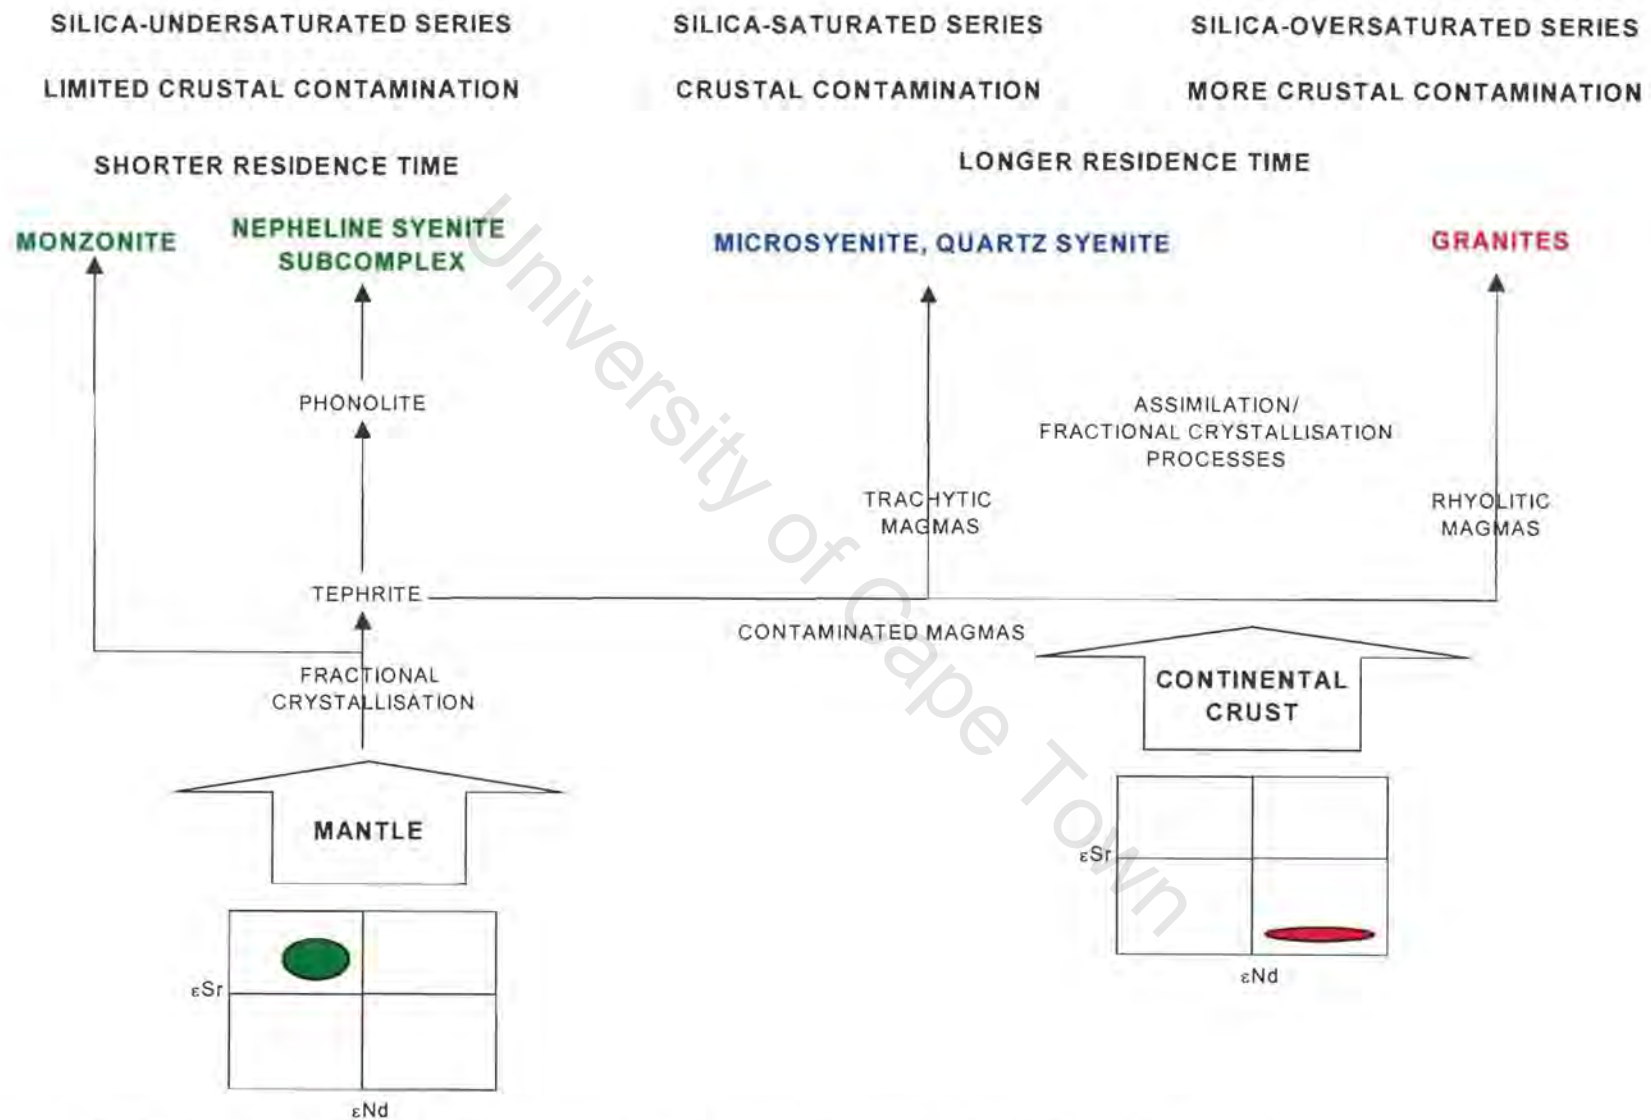 SILICA-UNDERSATURATED SERIES
SILICA-SATURATED SERIES
SILICA-OVERSATURATED SERIES
LIMITED CRUSTAL CONTAMINATION
CRUSTAL CONTAMINATION
MORE CRUSTAL CONTAMINATION
SHORTER RESIDENCE TIME
LONGER RESIDENCE TIME
MONZONITE
NEPHELINE SYENITE
SUBCOMPLEX
MICROSYENITE, QUARTZ SYENITE
GRANITES
PHONOLITE
ASSIMILATION/
FRACTIONAL CRYSTALLISATION
PROCESSES
TRACHYTIC
MAGMAS
RHYOLITIC
MAGMAS
TEPHRITE
CONTAMINATED MAGMAS
FRACTIONAL
CRYSTALLISATION
CONTINENTAL
CRUST
MANTLE
εSr
εNd
εSr
εNd
University of Cape Town